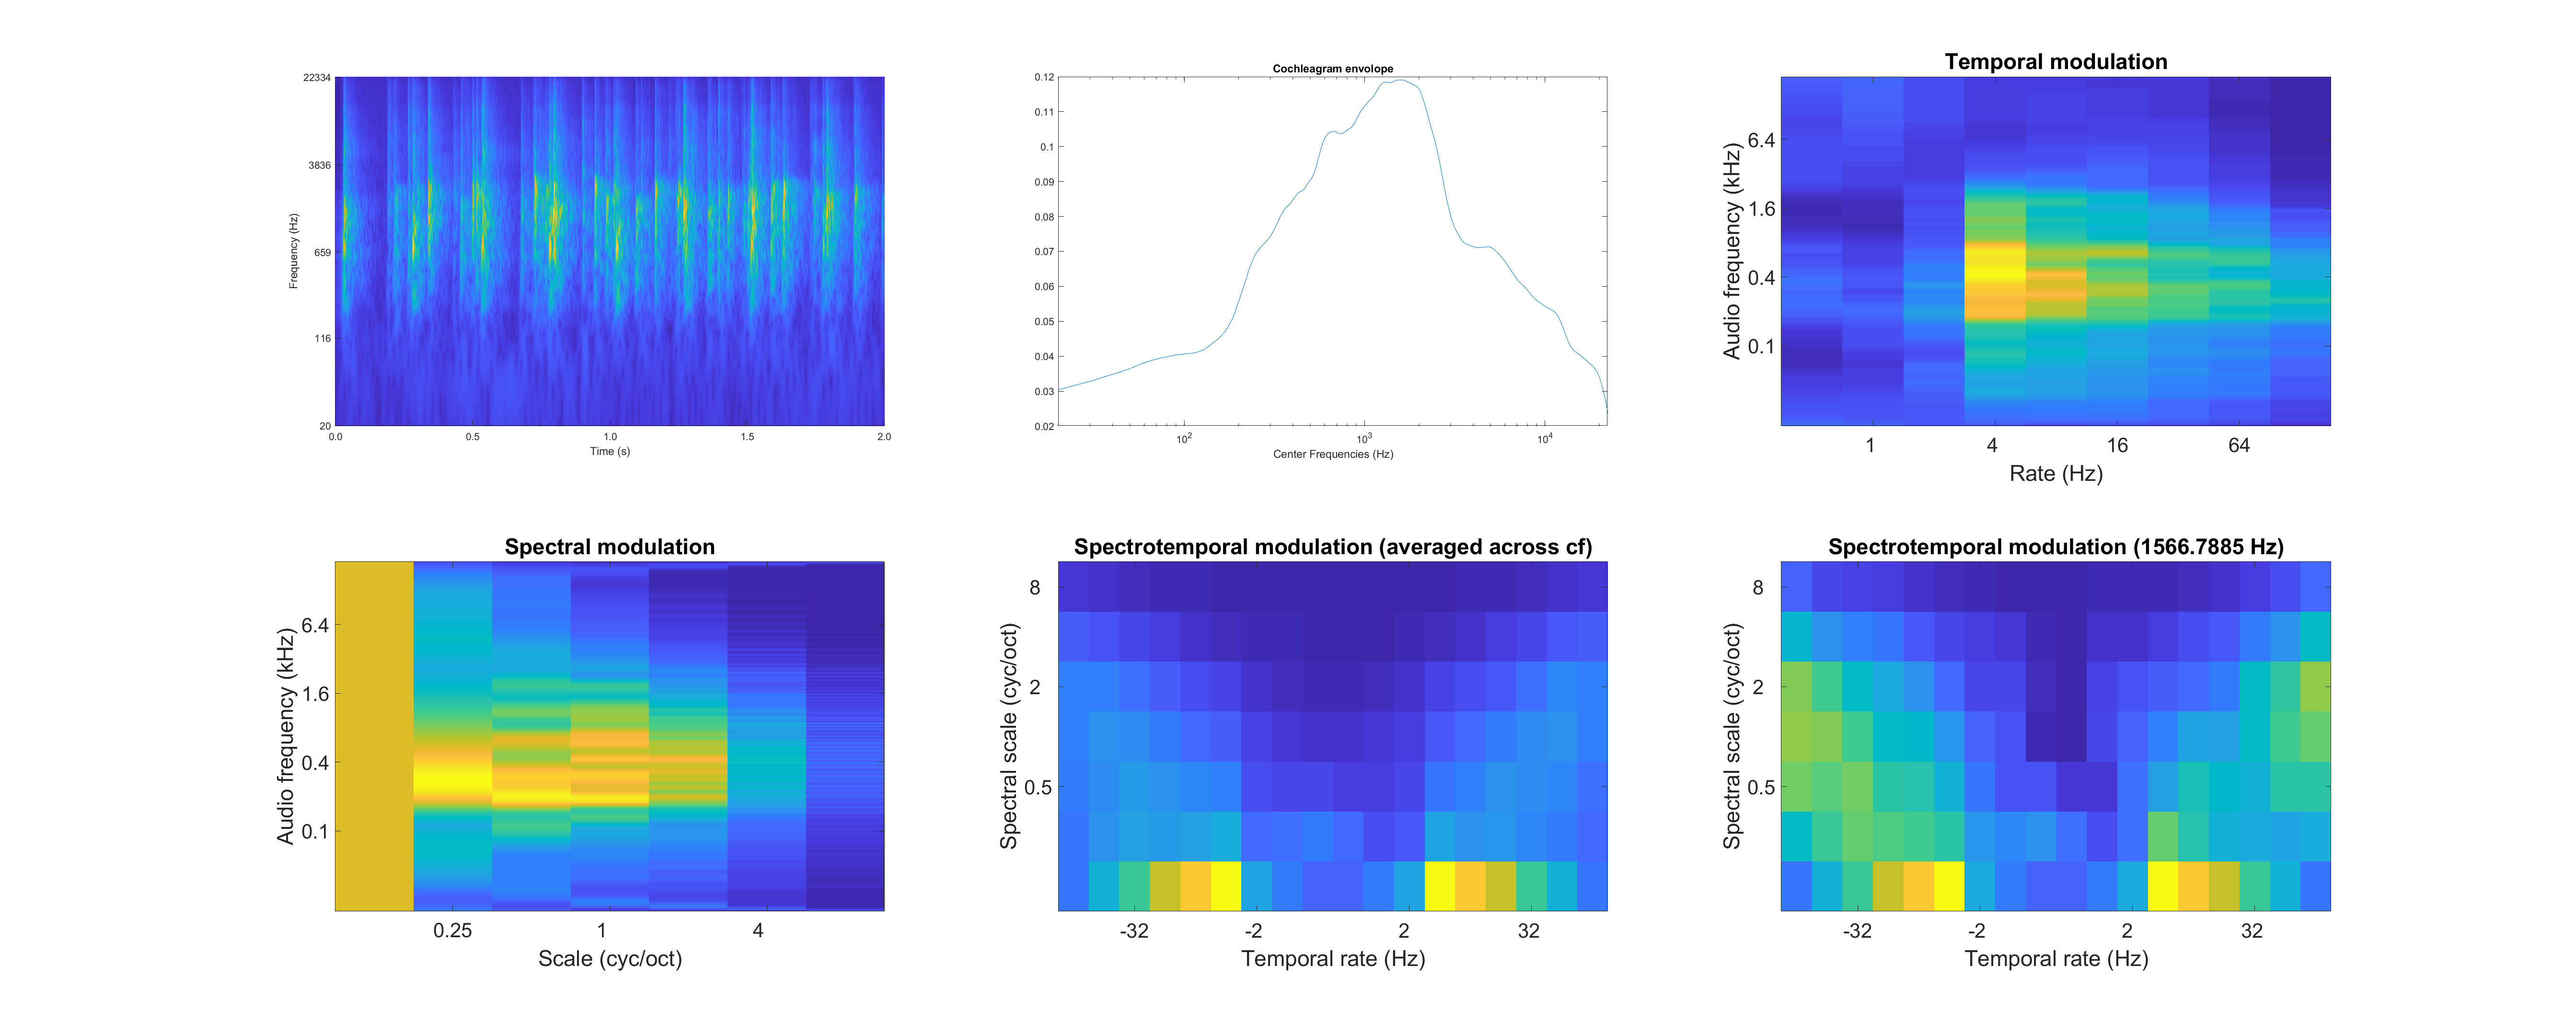 22334
3836
659
116
20
Frequency (Hz)
0.0 0.5 1.0 1.5 2.0
Time (s)
Cochleagram envolope
0.12
0.11
0.1
0.09
0.08
0.07
0.06
0.05
0.04
0.03
0.02
10² 10³ 10⁴
Center Frequencies (Hz)
Temporal modulation
6.4
1.6
0.4
0.1
Audio frequency (kHz)
1 4 16 64
Rate (Hz)
Spectral modulation
6.4
1.6
0.4
0.1
Audio frequency (kHz)
0.25 1 4
Scale (cyc/oct)
Spectrotemporal modulation (averaged across cf)
8
2
0.5
Spectral scale (cyc/oct)
-32 -2 2 32
Temporal rate (Hz)
Spectrotemporal modulation (1566.7885 Hz)
8
2
0.5
Spectral scale (cyc/oct)
-32 -2 2 32
Temporal rate (Hz)